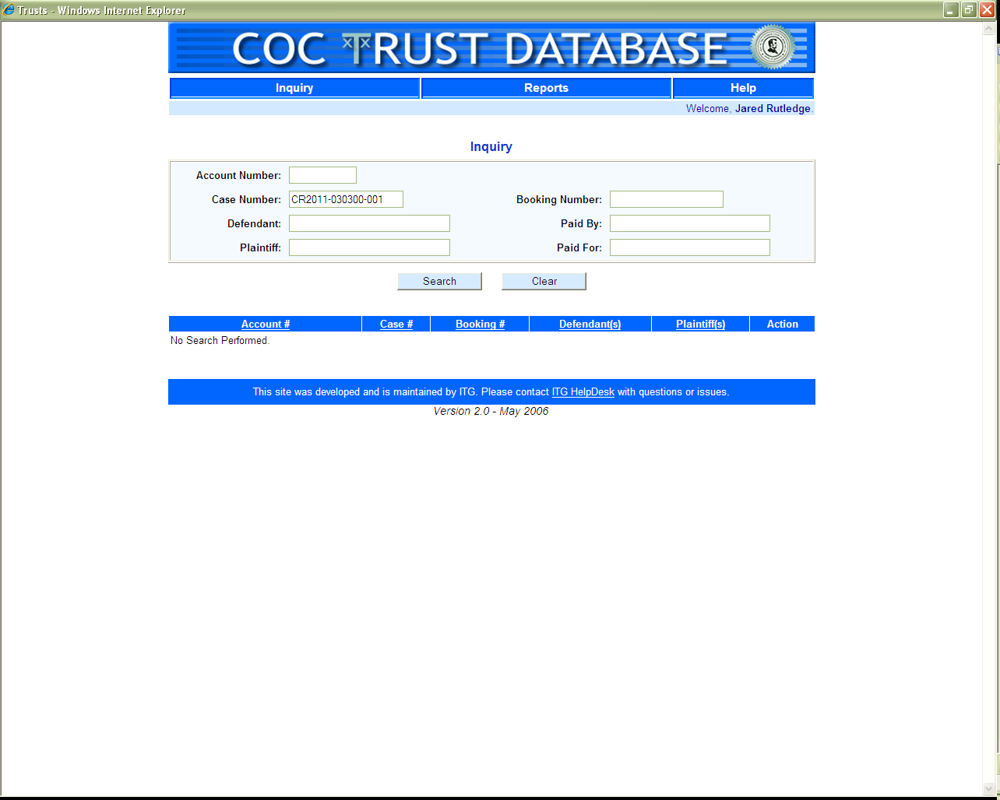 Trusts - Windows Internet Explorer
COC TRUST DATABASE
Inquiry Reports Help
Welcome, Jared Rutledge.
Inquiry
Account Number:
Case Number: CR2011-030300-001 Booking Number:
Defendant: Paid By:
Plaintiff: Paid For:
Search Clear
Account # Case # Booking # Defendant(s) Plaintiff(s) Action
No Search Performed.
This site was developed and is maintained by ITG. Please contact ITG HelpDesk with questions or issues.
Version 2.0 - May 2006